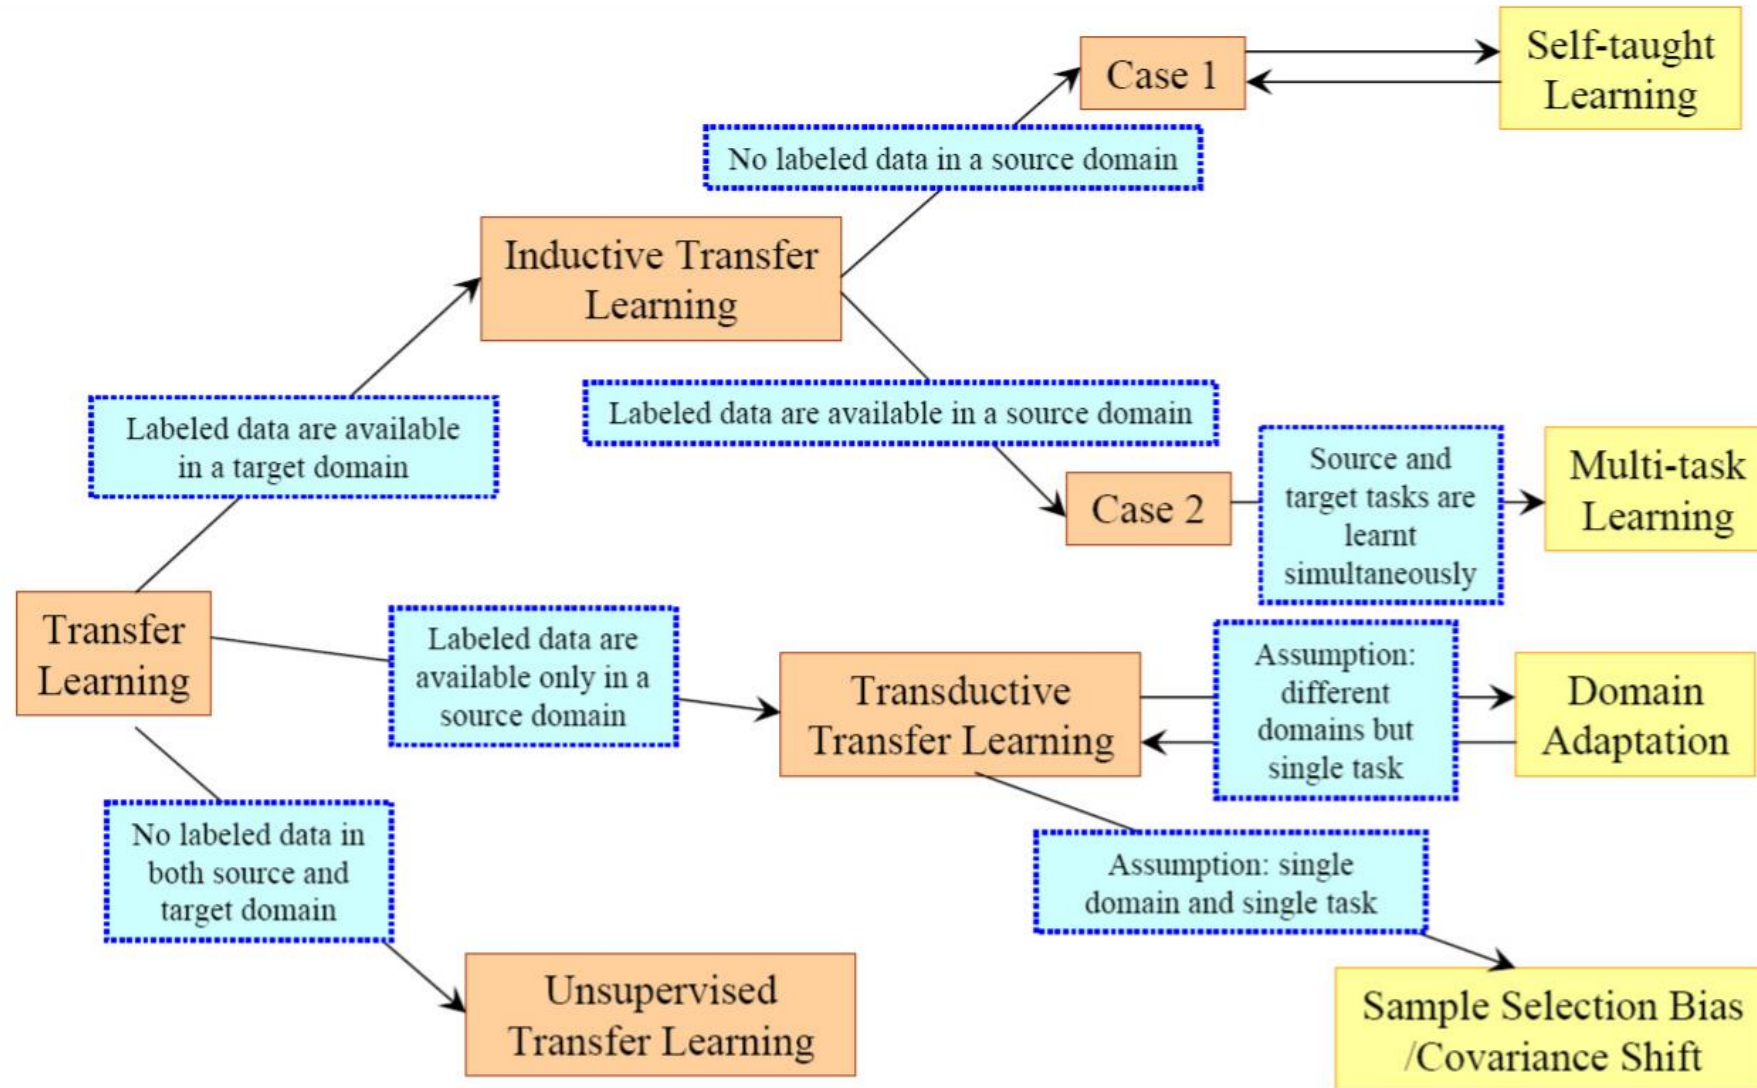 Self-taught
Learning
Case 1
No labeled data in a source domain
Inductive Transfer
Learning
Labeled data are available in a source domain
Labeled data are available
in a target domain
Case 2
Source and
target tasks are
learnt
simultaneously
Multi-task
Learning
Transfer
Learning
Labeled data are
available only in a
source domain
Transductive
Transfer Learning
Assumption:
different
domains but
single task
Domain
Adaptation
No labeled data in
both source and
target domain
Assumption: single
domain and single task
Unsupervised
Transfer Learning
Sample Selection Bias
/Covariance Shift